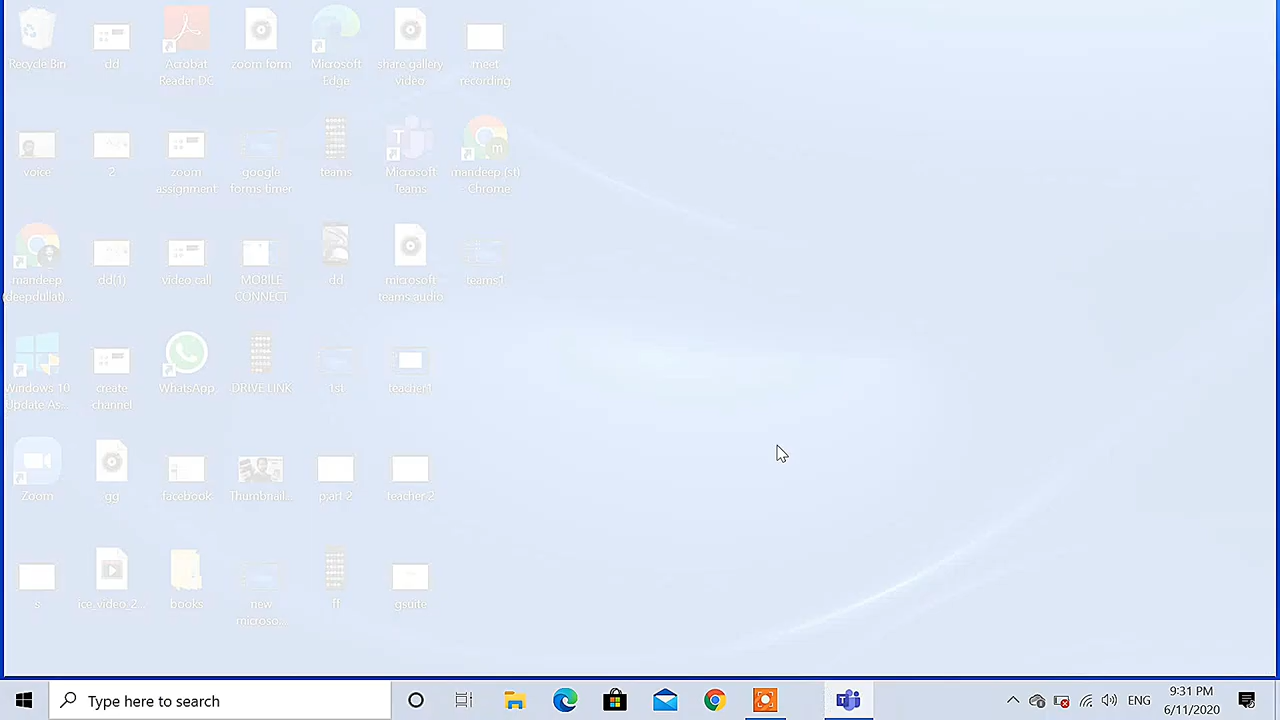 Recycle Bin
dd
Acrobat
Reader DC
zoom form
Microsoft
Edge
share gallery
video
meet
recording
voice
2
zoom
assignment
google
forms timer
teams
Microsoft
Teams
mandeep (st)
- Chrome
mandeep
(deepdullat)...
dd(1)
video call
MOBILE
CONNECT
dd
microsoft
teams audio
teams1
Windows 10
Update As...
create
channel
WhatsApp
DRIVE LINK
1st
teacher1
Zoom
gg
facebook
Thumbnail...
teacher 2
s
ice_video_2...
books
new
microso...
ff
gsuite
Type here to search
ENG
9:31 PM
6/11/2020